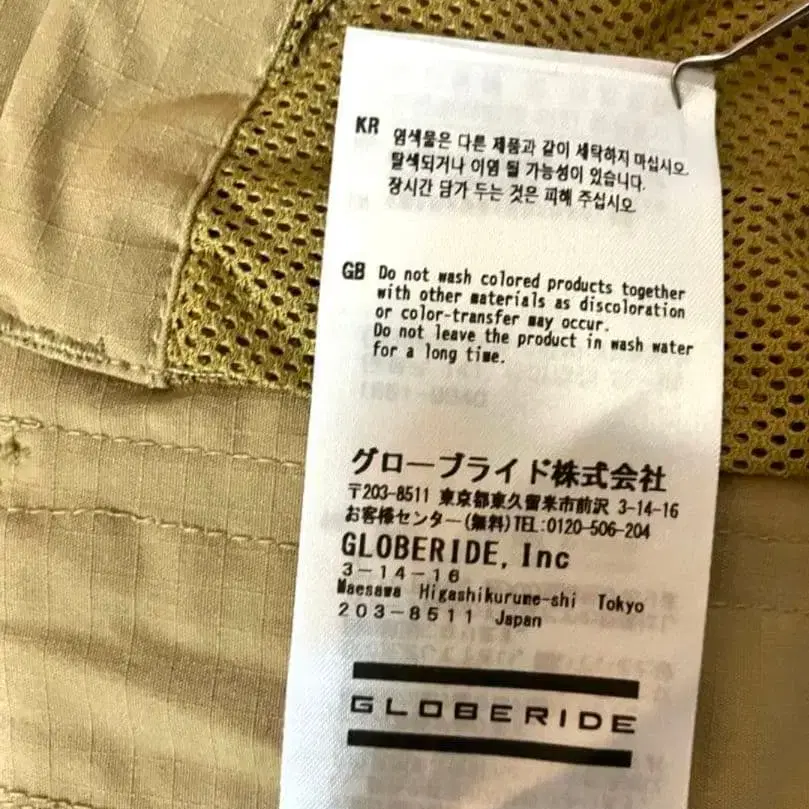 KR 염색물은 다른 제품과 같이 세탁하지 마십시오.
탈색되거나 이염 될 가능성이 있습니다.
장시간 담가 두는 것은 피해 주십시오.
GB Do not wash colored products together
with other materials as discoloration
or color-transfer may occur.
Do not leave the product in wash water
for a long time.
グローブライド株式会社
〒203-8511 東京都東久留米市前沢 3-14-16
お客様センター(無料)TEL:0120-506-204
GLOBERIDE, Inc
3-14-16
Maesawa Higashikurume-shi Tokyo
203-8511 Japan
GLOBERIDE